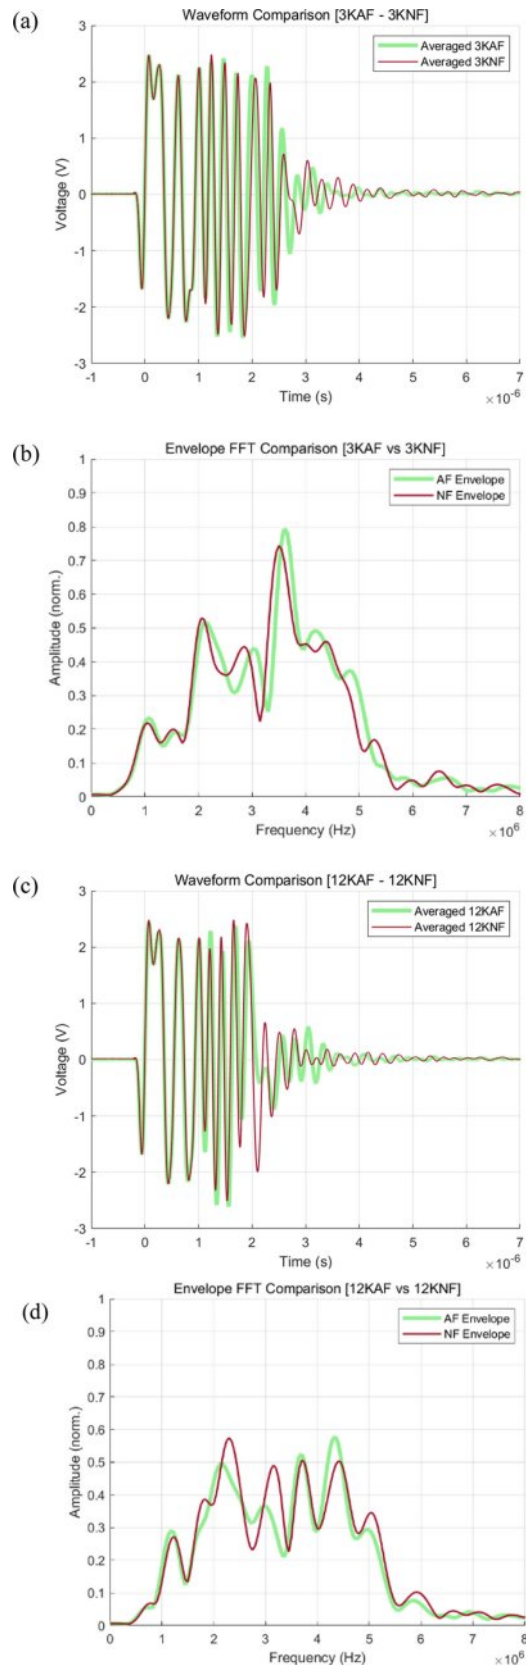 (a)
Waveform Comparison [3KAF - 3KNF]
Averaged 3KAF
Averaged 3KNF
Voltage (V)
3
2
1
0
-1
-2
-3
-1 0 1 2 3 4 5 6 7
Time (s)
×10⁻⁶
(b)
Envelope FFT Comparison [3KAF vs 3KNF]
AF Envelope
NF Envelope
Amplitude (norm.)
1
0.9
0.8
0.7
0.6
0.5
0.4
0.3
0.2
0.1
0
0 1 2 3 4 5 6 7 8
Frequency (Hz)
×10⁶
(c)
Waveform Comparison [12KAF - 12KNF]
Averaged 12KAF
Averaged 12KNF
Voltage (V)
3
2
1
0
-1
-2
-3
-1 0 1 2 3 4 5 6 7
Time (s)
×10⁻⁶
(d)
Envelope FFT Comparison [12KAF vs 12KNF]
AF Envelope
NF Envelope
Amplitude (norm.)
1
0.9
0.8
0.7
0.6
0.5
0.4
0.3
0.2
0.1
0
0 1 2 3 4 5 6 7 8
Frequency (Hz)
×10⁶